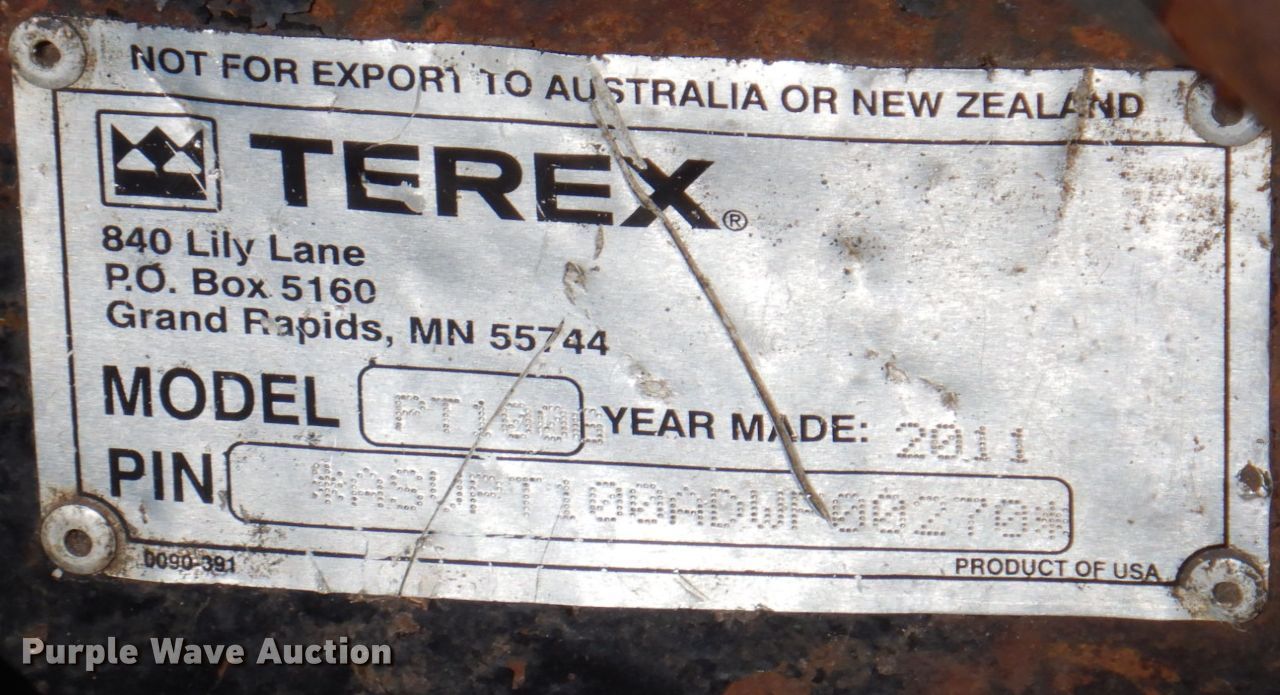 NOT FOR EXPORT TO AUSTRALIA OR NEW ZEALAND
TEREX®
840 Lily Lane
P.O. Box 5160
Grand Rapids, MN 55744
MODEL PT100G YEAR MADE: 2011
PIN
0090-391 PRODUCT OF USA
Purple Wave Auction